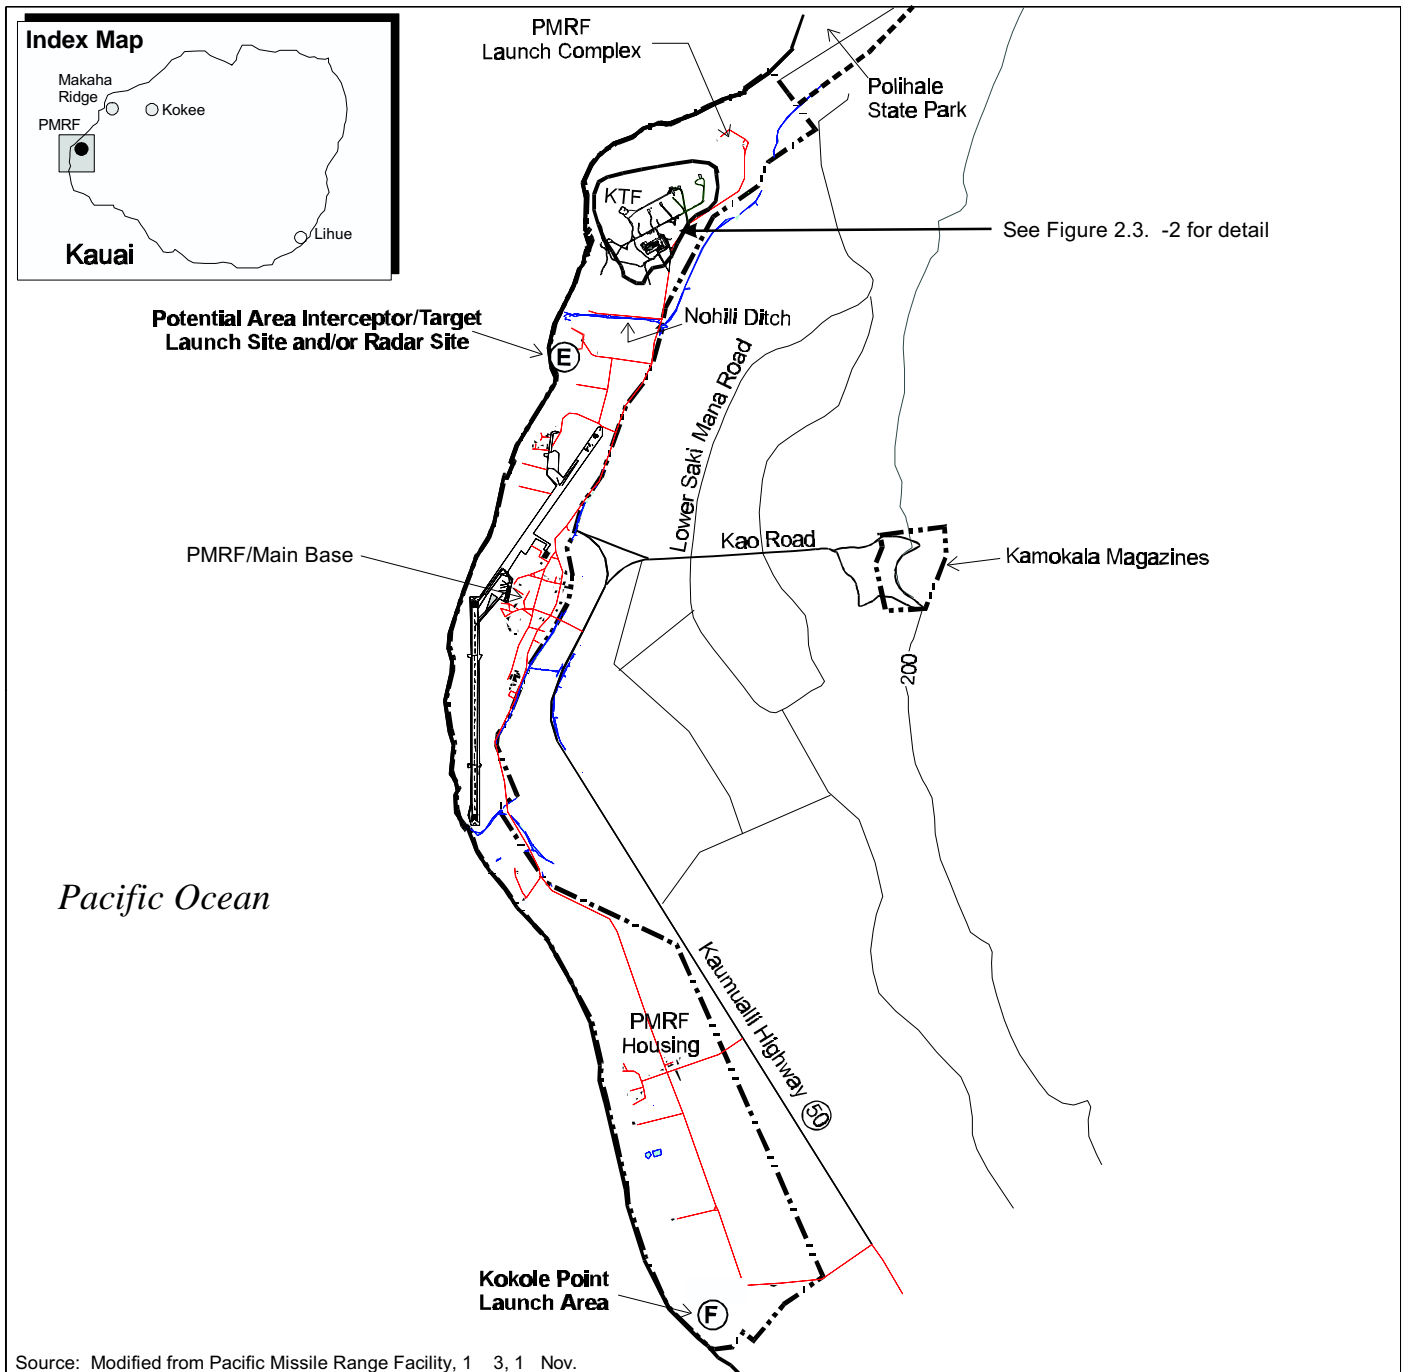 Index Map
Makaha
Ridge
Kokee
PMRF
Lihue
Kauai
PMRF
Launch Complex
Polihale
State Park
KTF
See Figure 2.3. -2 for detail
Potential Area Interceptor/Target
Launch Site and/or Radar Site
Nohili Ditch
E
Lower Saki Mana Road
PMRF/Main Base
Kao Road
Kamokala Magazines
200
Pacific Ocean
Kaumualii Highway 50
PMRF
Housing
Kokole Point
Launch Area
F
Source: Modified from Pacific Missile Range Facility, 1 3, 1 Nov.